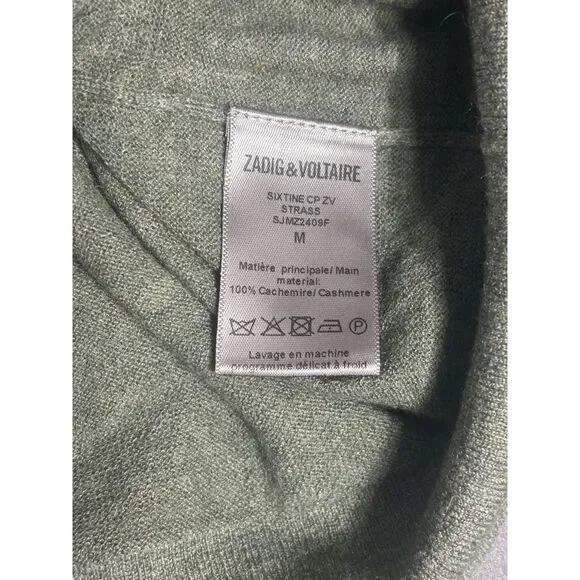 ZADIG & VOLTAIRE
SIXTINE CP ZV
STRASS
SJMZ2409F
M
Matière principale/ Main
material:
100% Cachemire/ Cashmere
P
Lavage en machine
programme délicat à froid